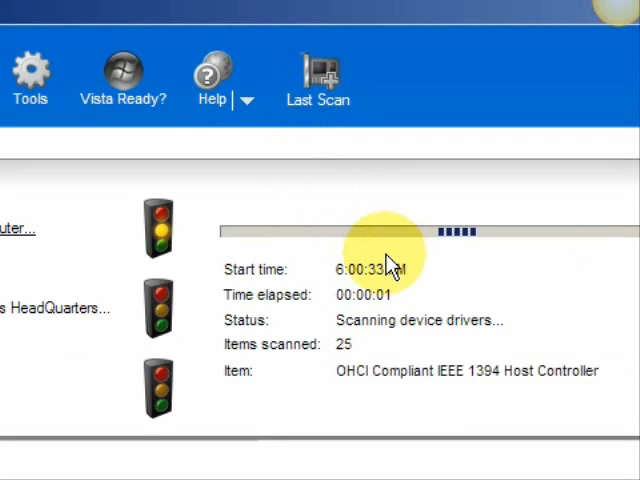 Tools
Vista Ready?
Help
Last Scan
uter...
s HeadQuarters...
Start time: 6:00:33 M
Time elapsed: 00:00:01
Status: Scanning device drivers...
Items scanned: 25
Item: OHCI Compliant IEEE 1394 Host Controller